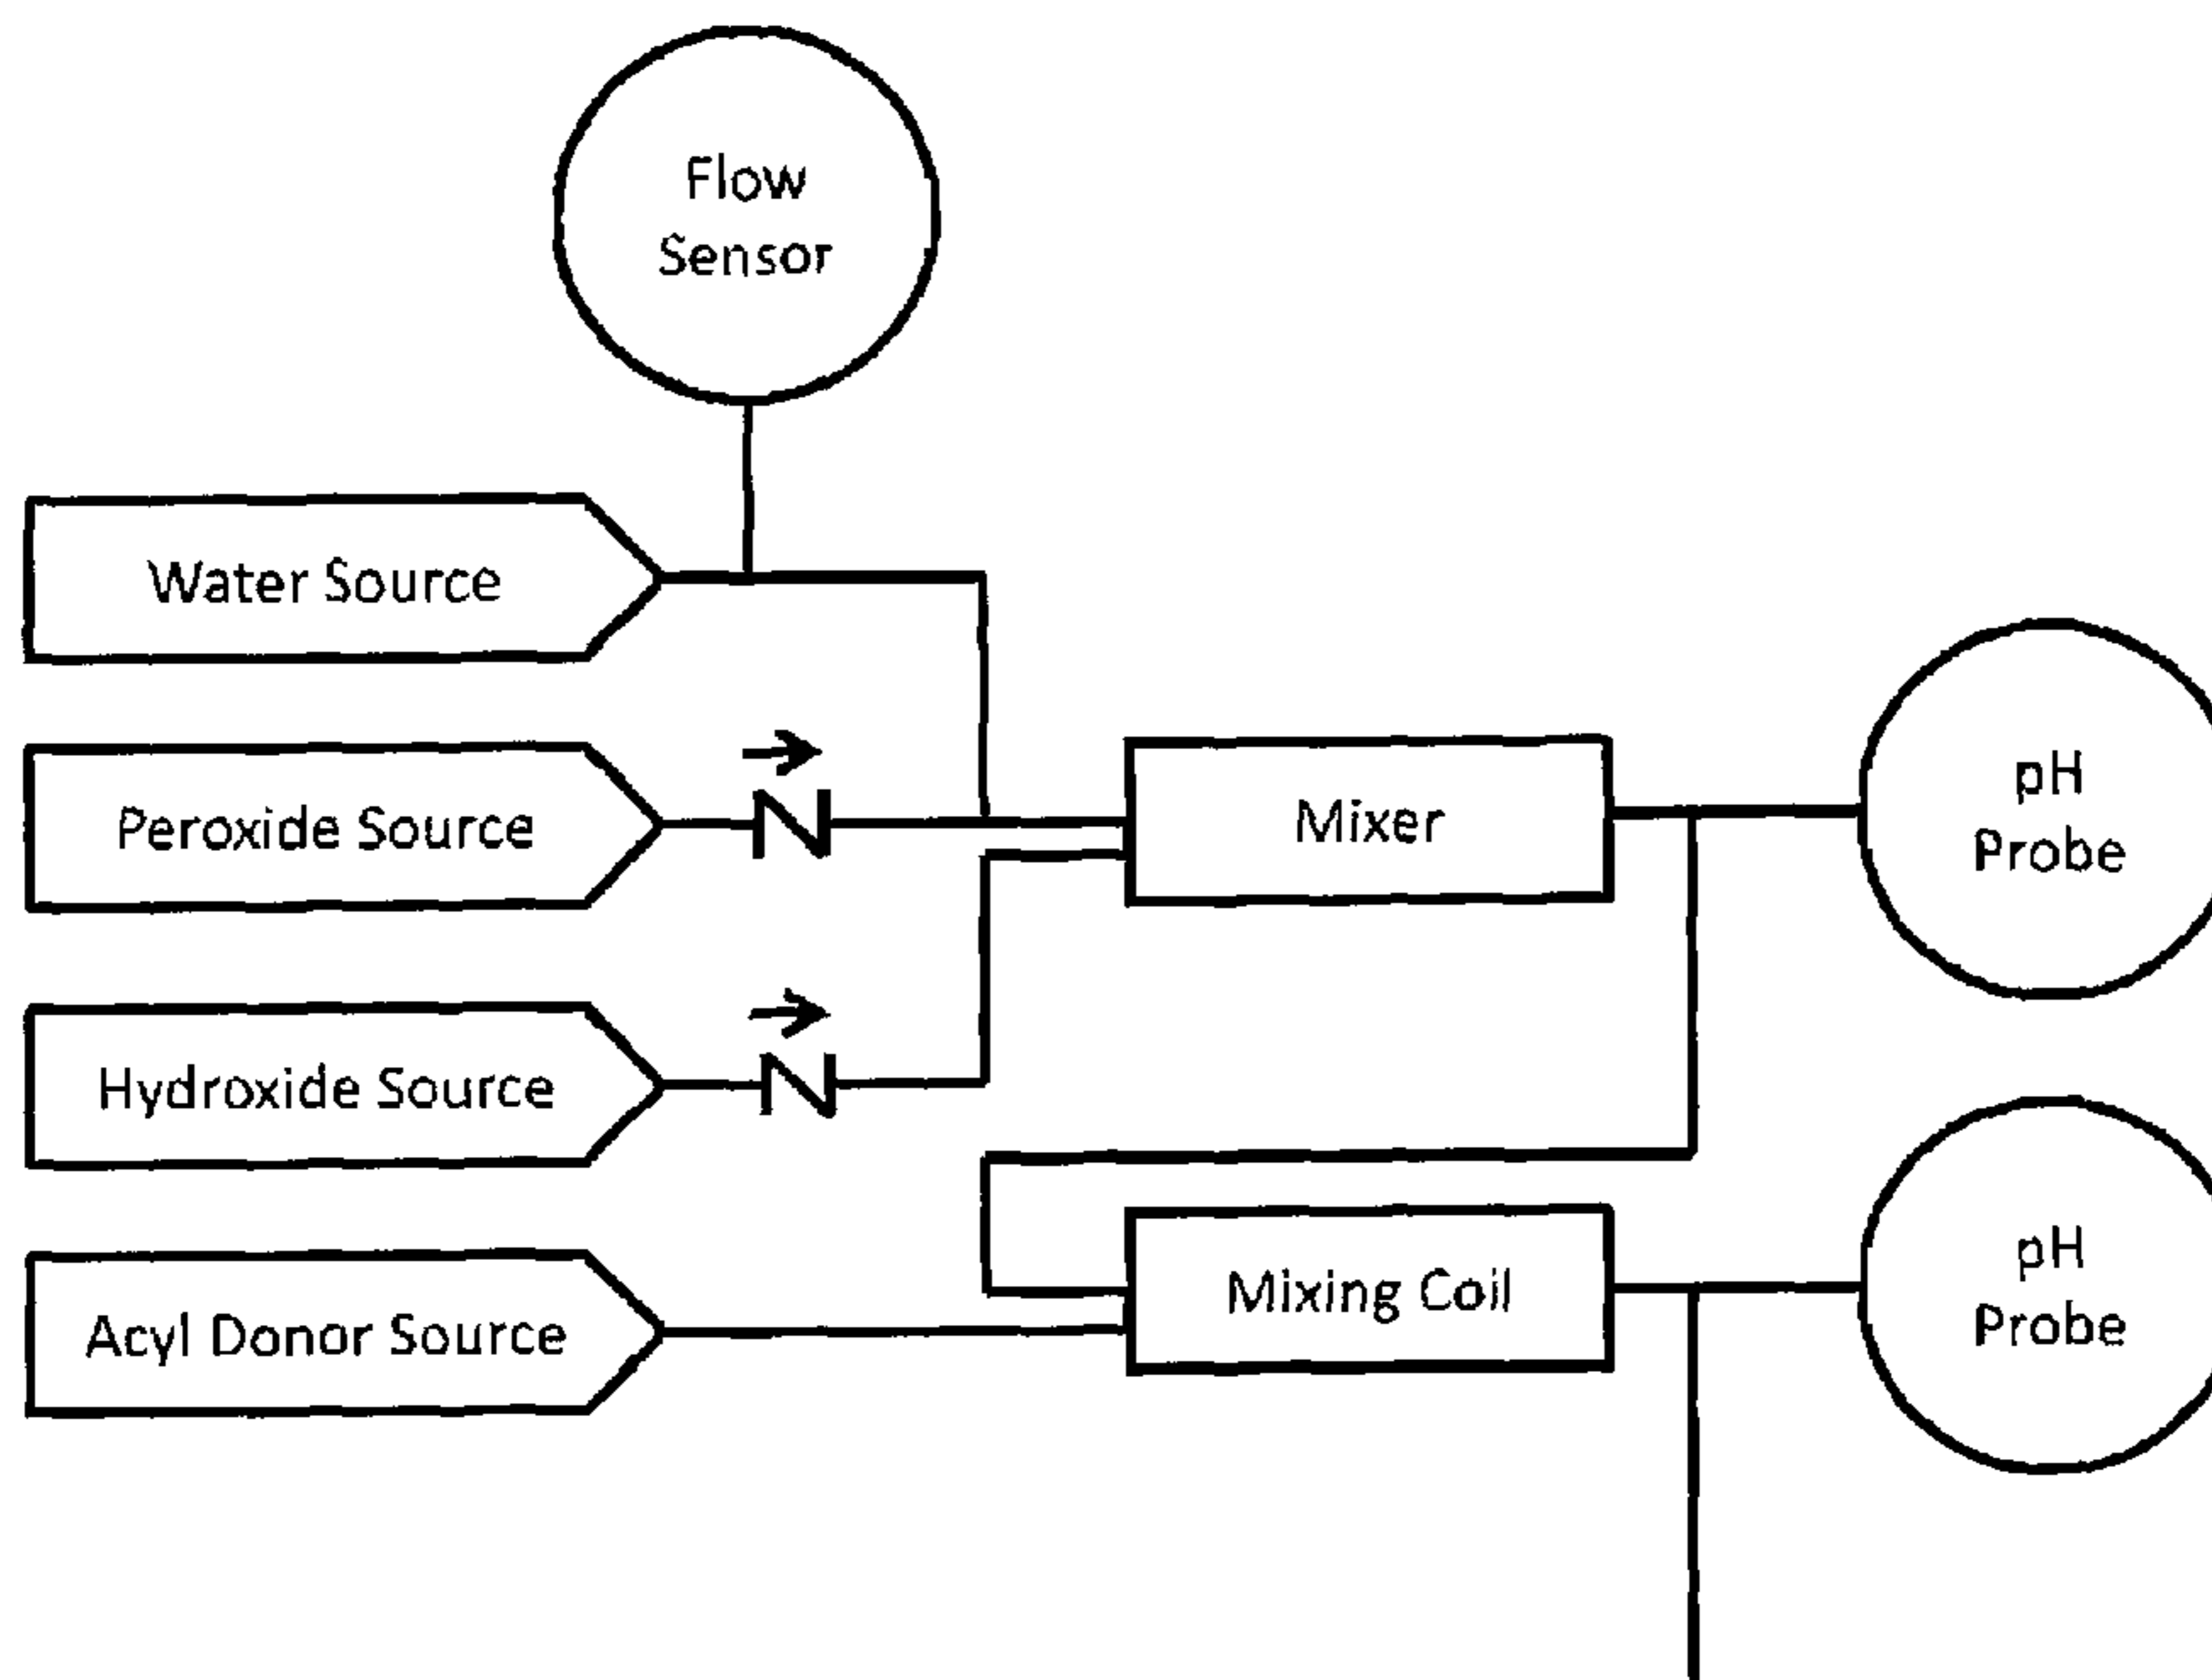 Flow
Sensor
Water Source
Peroxide Source
Mixer
pH
Probe
Hydroxide Source
Acyl Donor Source
Mixing Coil
pH
Probe